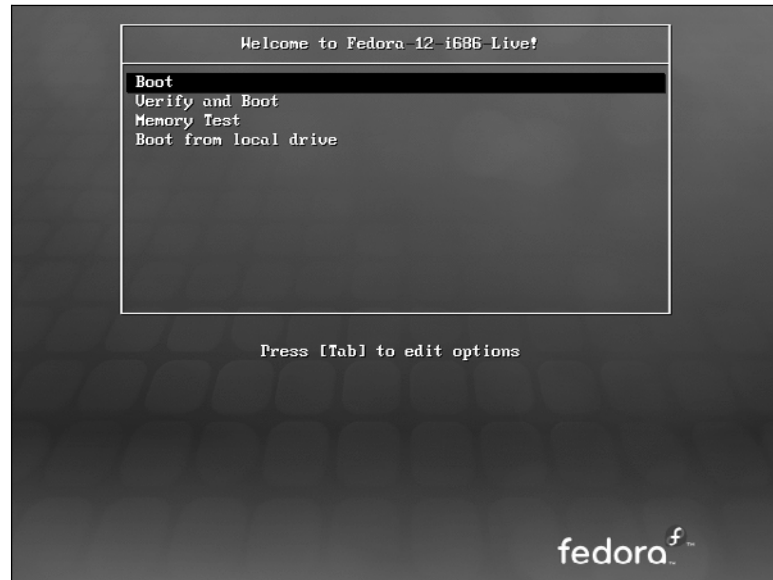 Welcome to Fedora-12-i686-Live!
Boot
Verify and Boot
Memory Test
Boot from local drive
Press [Tab] to edit options
fedora